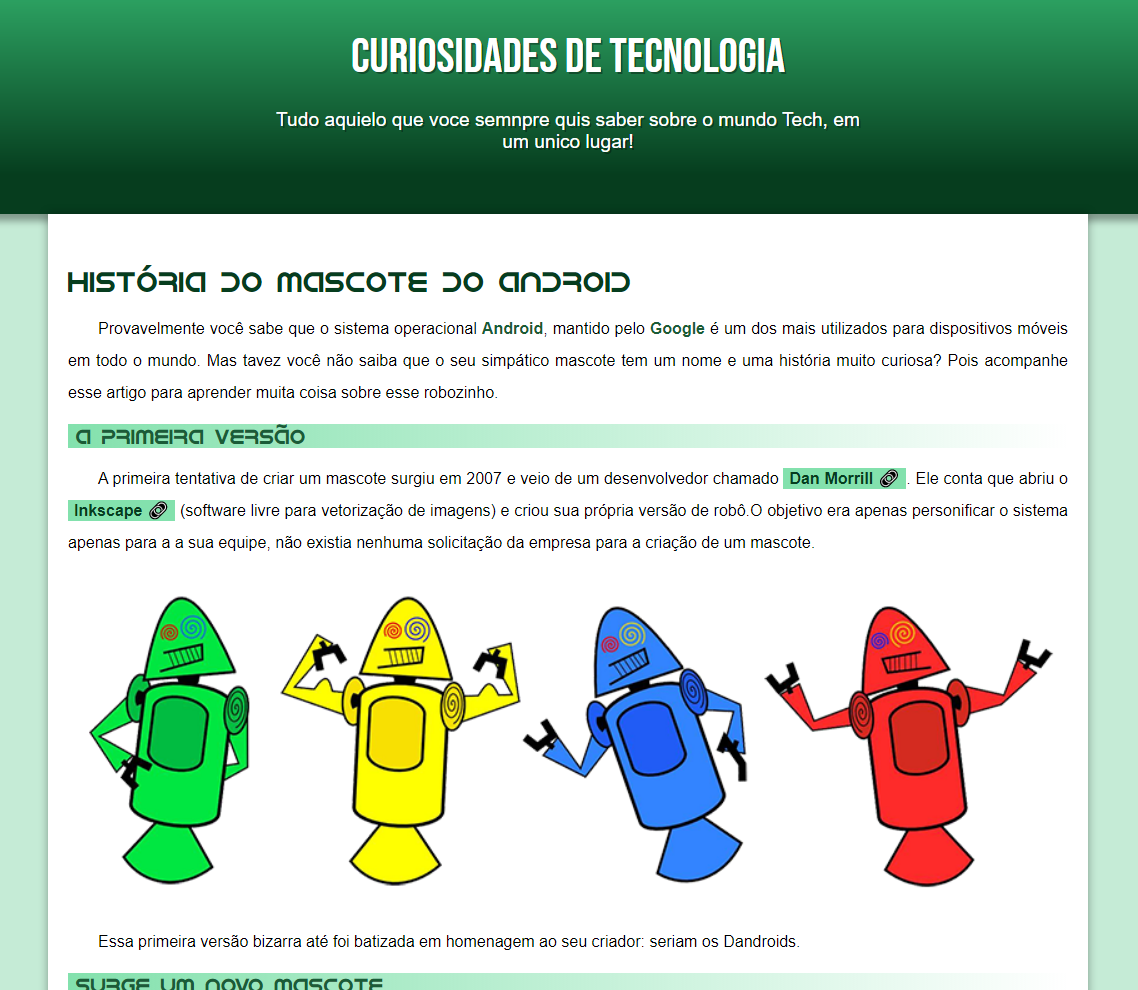 CURIOSIDADES DE TECNOLOGIA
Tudo aquielo que voce semnpre quis saber sobre o mundo Tech, em
um unico lugar!
HISTÓRIA DO MASCOTE DO ANDROID
Provavelmente você sabe que o sistema operacional Android, mantido pelo Google é um dos mais utilizados para dispositivos móveis
em todo o mundo. Mas tavez você não saiba que o seu simpático mascote tem um nome e uma história muito curiosa? Pois acompanhe
esse artigo para aprender muita coisa sobre esse robozinho.
A PRIMEIRA VERSÃO
A primeira tentativa de criar um mascote surgiu em 2007 e veio de um desenvolvedor chamado Dan Morrill . Ele conta que abriu o
Inkscape (software livre para vetorização de imagens) e criou sua própria versão de robô.O objetivo era apenas personificar o sistema
apenas para a a sua equipe, não existia nenhuma solicitação da empresa para a criação de um mascote.
Essa primeira versão bizarra até foi batizada em homenagem ao seu criador: seriam os Dandroids.
SURGE UM NOVO MASCOTE